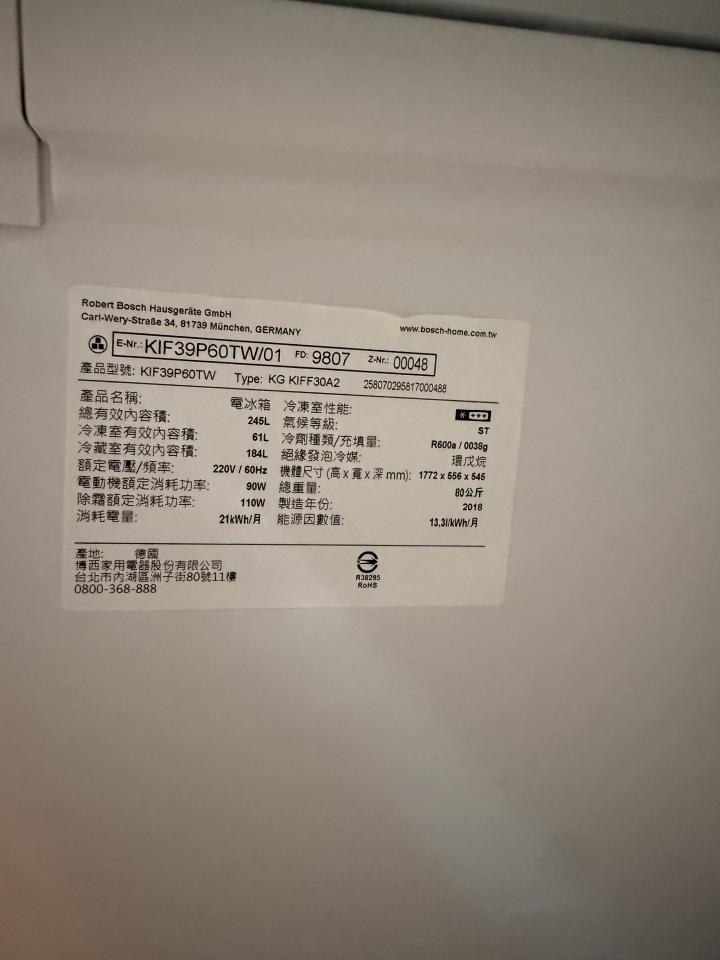 Robert Bosch Hausgeräte GmbH
Carl-Wery-Straße 34, 81739 München, GERMANY
www.bosch-home.com.tw
E-Nr.: KIF39P60TW/01 FD: 9807 Z-Nr.: 00048
產品型號: KIF39P60TW Type: KG KIFF30A2 258070295817000488
產品名稱: 電冰箱 冷凍室性能:
總有效內容積: 245L 氣候等級: ST
冷凍室有效內容積: 61L 冷劑種類/充填量: R600a / 0038g
冷藏室有效內容積: 184L 絕緣發泡冷媒: 環戊烷
額定電壓/頻率: 220V / 60Hz 機體尺寸 (高 x 寬 x 深 mm): 1772 x 556 x 545
電動機額定消耗功率: 90W 總重量: 80公斤
除霜額定消耗功率: 110W 製造年份: 2018
消耗電量: 21kWh/月 能源因數值: 13,3l/kWh/月
產地: 德國
博西家用電器股份有限公司
台北市內湖區洲子街80號11樓
0800-368-888
R38295
RoHS